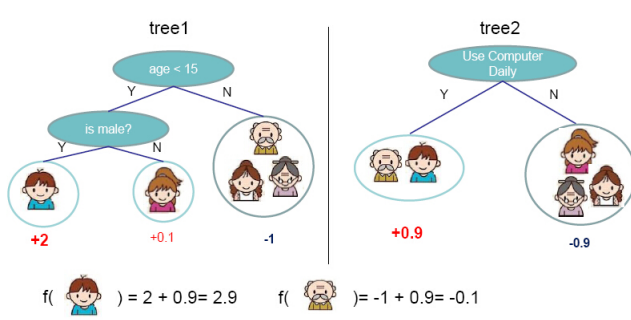 tree1
tree2
age < 15
Use Computer
Daily
Y
N
Y
N
is male?
Y
N
+2
+0.1
-1
+0.9
-0.9
f( ) = 2 + 0.9= 2.9
f( )= -1 + 0.9= -0.1